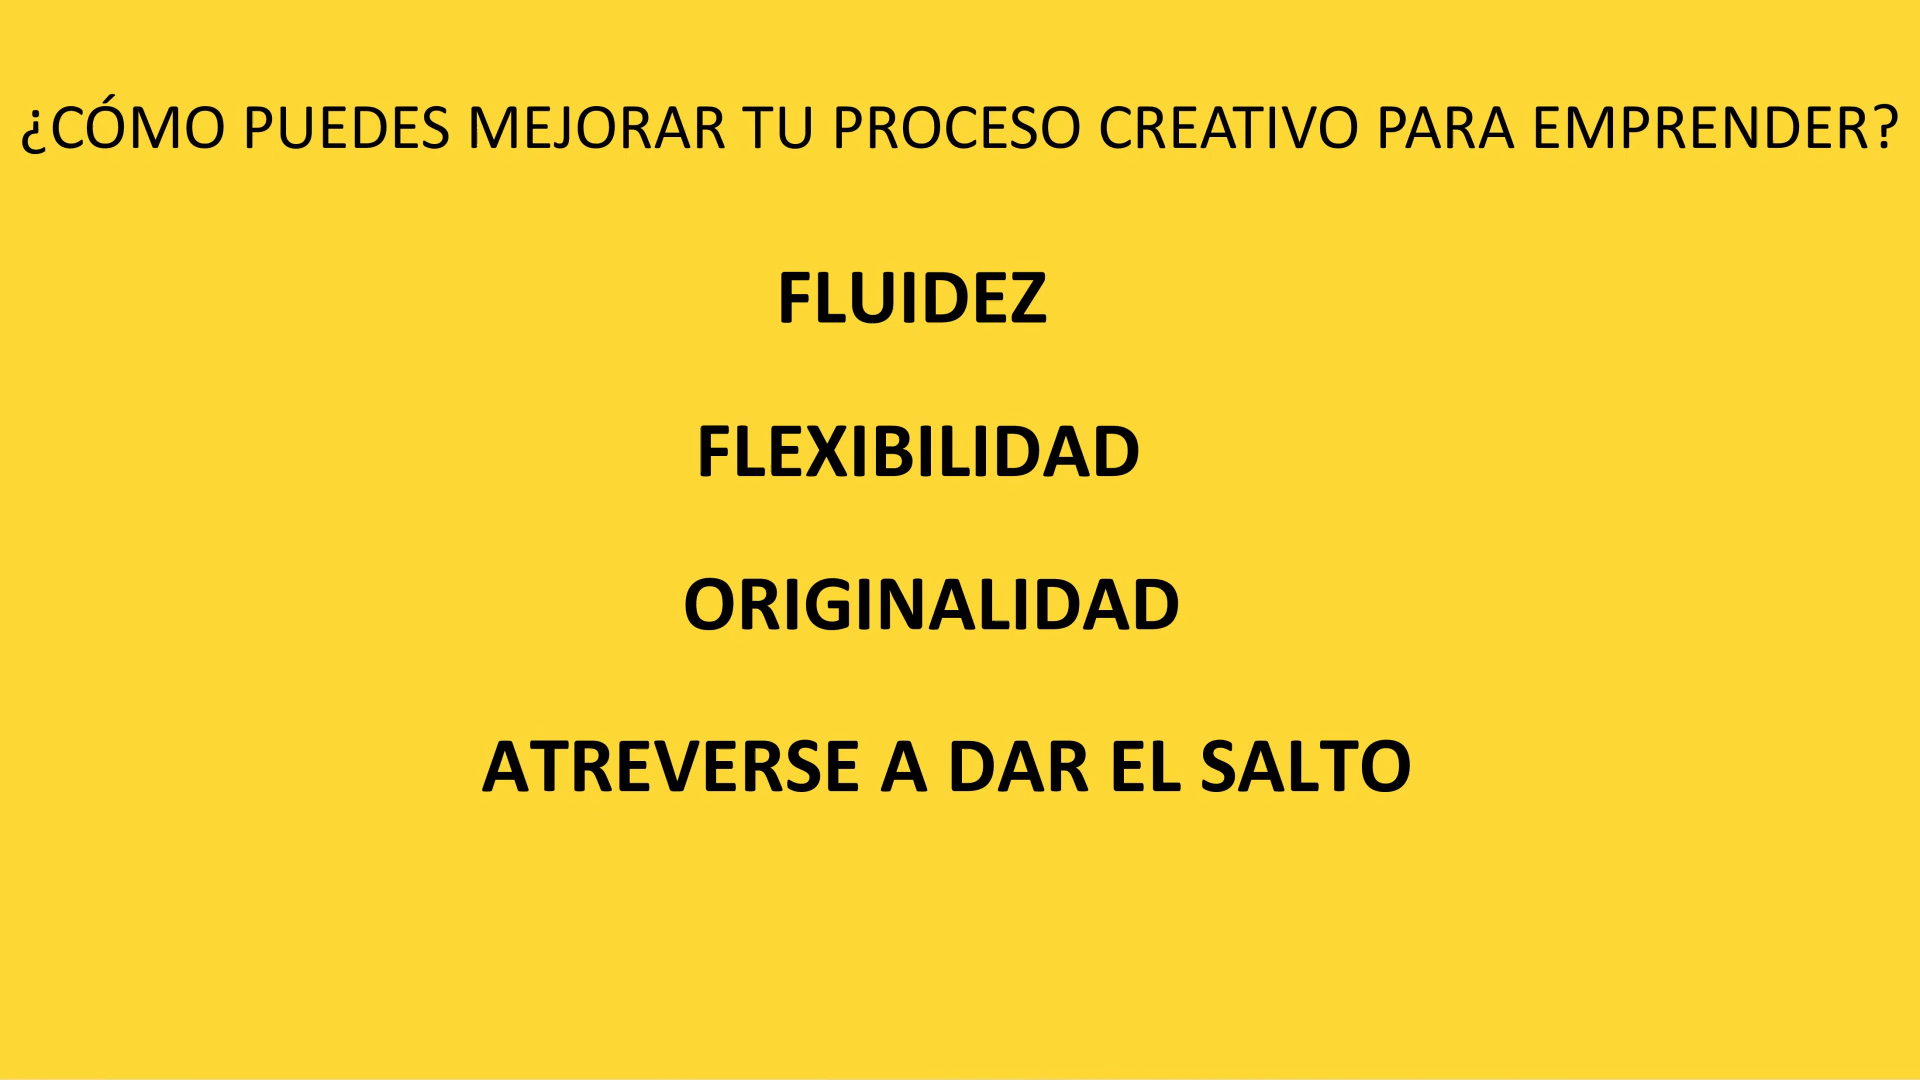 ¿CÓMO PUEDES MEJORAR TU PROCESO CREATIVO PARA EMPRENDER?
FLUIDEZ
FLEXIBILIDAD
ORIGINALIDAD
ATREVERSE A DAR EL SALTO